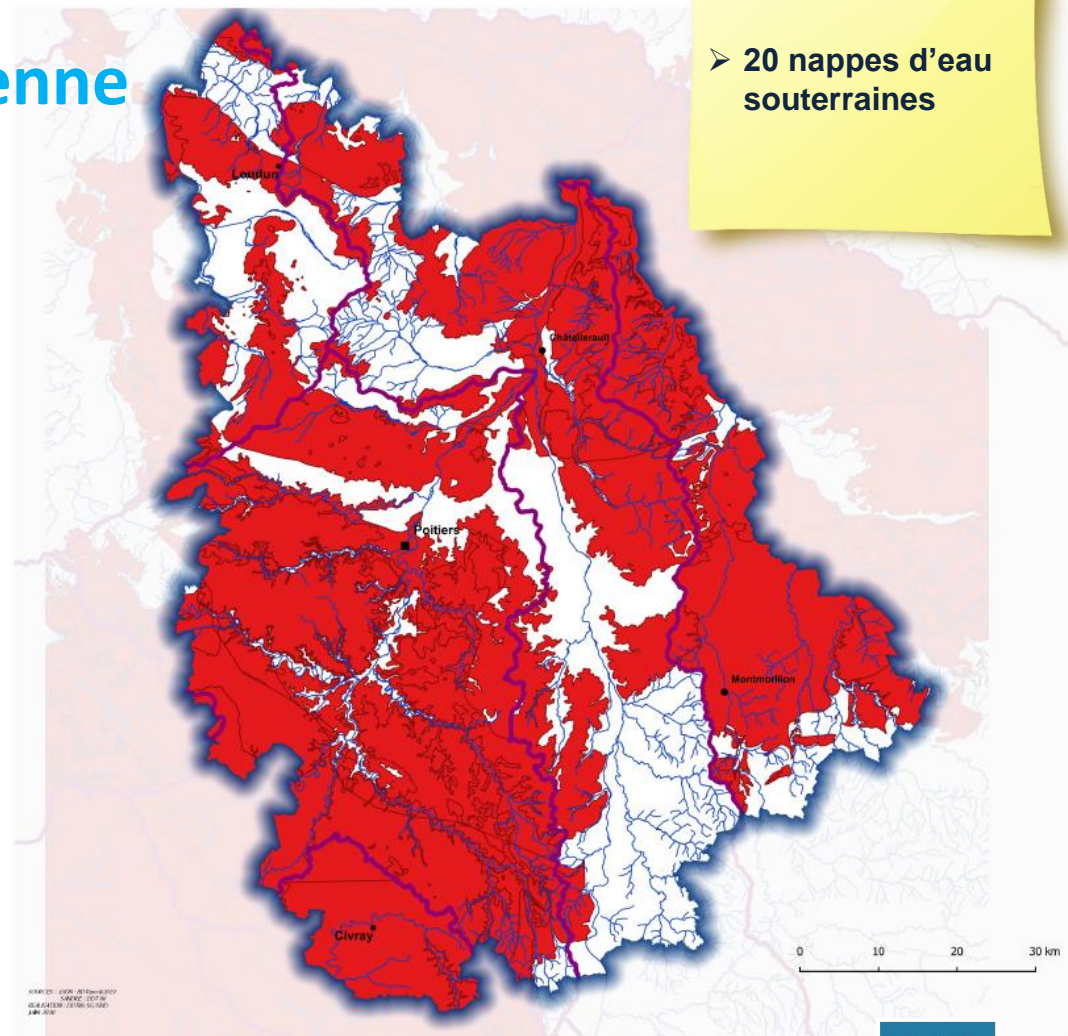 enne
➢ 20 nappes d'eau
souterraines
Loudun
Châtellerault
Poitiers
Montmorillon
Civray
0 10 20 30 km